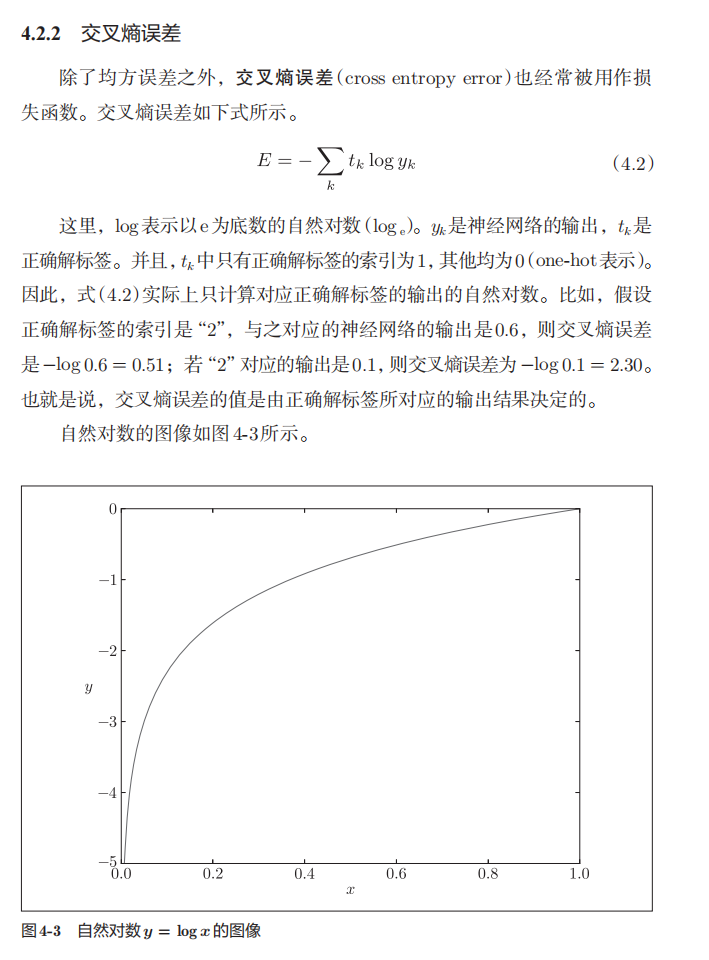 4.2.2 交叉熵误差
除了均方误差之外，交叉熵误差（cross entropy error）也经常被用作损
失函数。交叉熵误差如下式所示。
E = − ∑ tk log yk （4.2）
k
这里，log表示以e为底数的自然对数（log e）。yk是神经网络的输出，tk是
正确解标签。并且，tk中只有正确解标签的索引为1，其他均为0（one-hot表示）。
因此，式(4.2)实际上只计算对应正确解标签的输出的自然对数。比如，假设
正确解标签的索引是“2”，与之对应的神经网络的输出是0.6，则交叉熵误差
是−log 0.6 = 0.51；若“2”对应的输出是0.1，则交叉熵误差为−log 0.1 = 2.30。
也就是说，交叉熵误差的值是由正确解标签所对应的输出结果决定的。
自然对数的图像如图4-3所示。
0
−1
−2
y
−3
−4
−5
0.0 0.2 0.4 0.6 0.8 1.0
x
图4-3 自然对数y = log x的图像